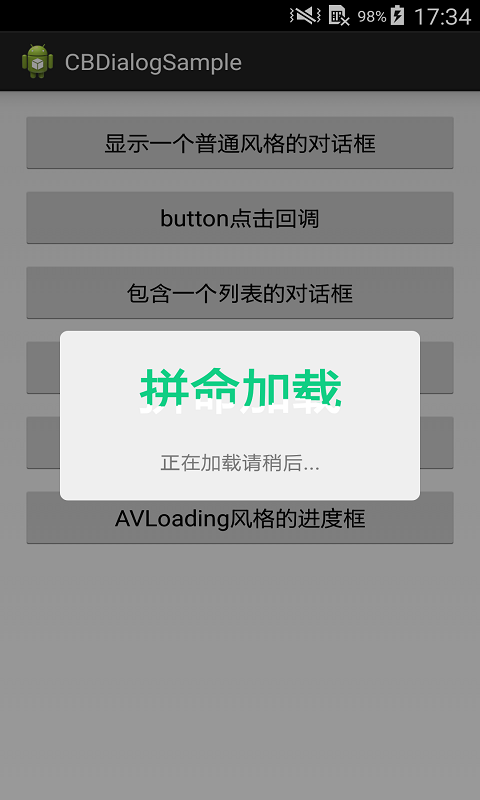 98% 17:34
CBDialogSample
显示一个普通风格的对话框
button点击回调
包含一个列表的对话框
拼命加载
正在加载请稍后...
AVLoading风格的进度框